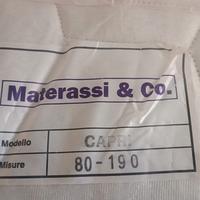 Materassi & Co.
Modello CAPRI
Misure 80-190